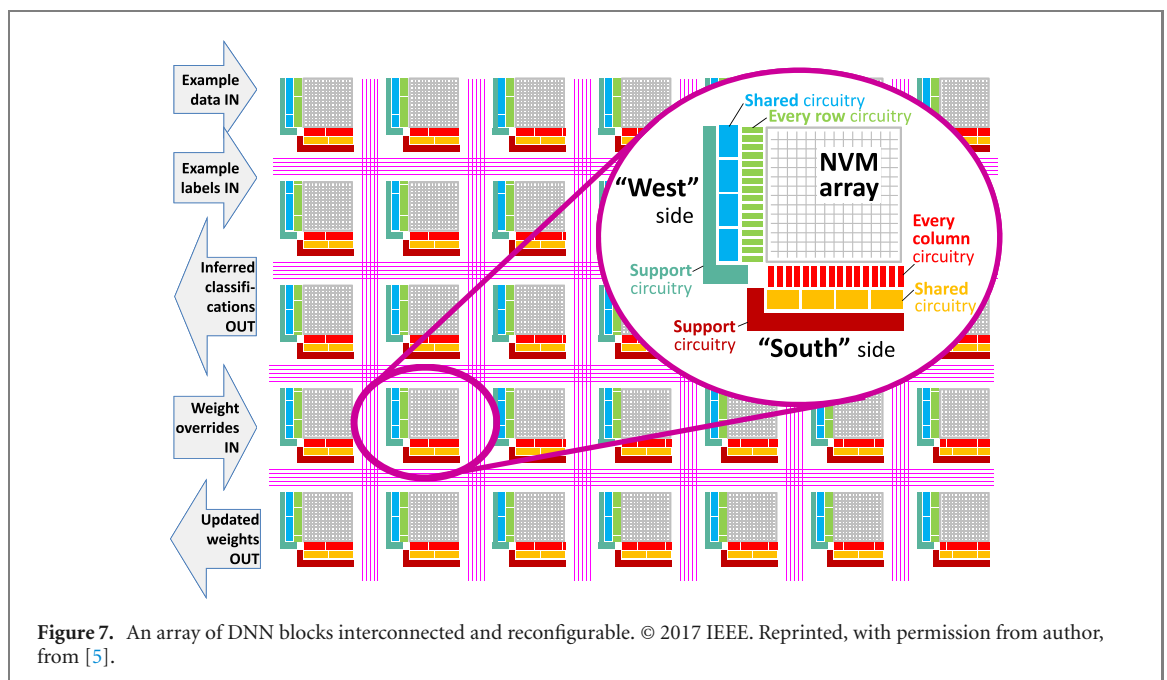 Example
data IN
Example
labels IN
Inferred
classifi-
cations
OUT
Weight
overrides
IN
Updated
weights
OUT
Shared circuitry
Every row circuitry
NVM
array
“West”
side
Every
column
circuitry
Support
circuitry
Shared
circuitry
Support
circuitry
“South” side
Figure 7. An array of DNN blocks interconnected and reconfigurable. © 2017 IEEE. Reprinted, with permission from author,
from [5].